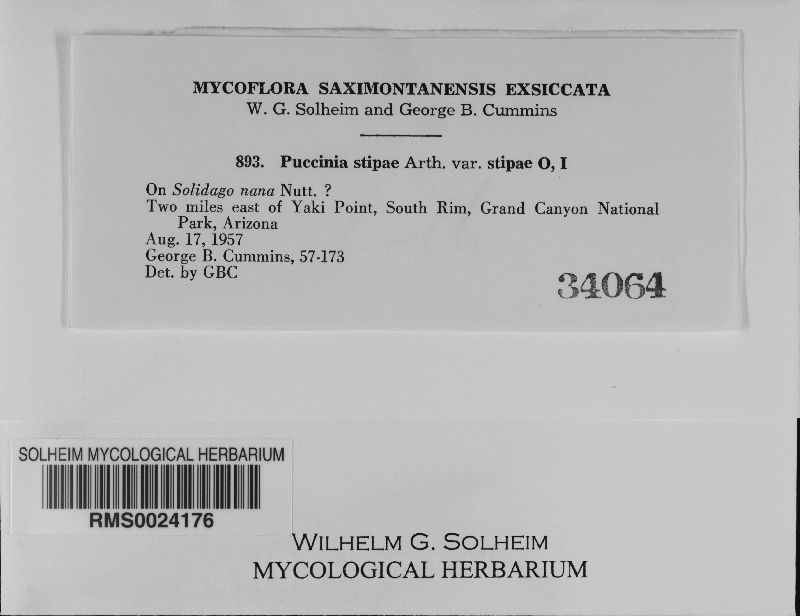 MYCOFLORA SAXIMONTANENSIS EXSICCATA
W. G. Solheim and George B. Cummins
893. Puccinia stipae Arth. var. stipae O, I
On Solidago nana Nutt. ?
Two miles east of Yaki Point, South Rim, Grand Canyon National
Park, Arizona
Aug. 17, 1957
George B. Cummins, 57-173
Det. by GBC
34064
SOLHEIM MYCOLOGICAL HERBARIUM
RMS0024176
WILHELM G. SOLHEIM
MYCOLOGICAL HERBARIUM